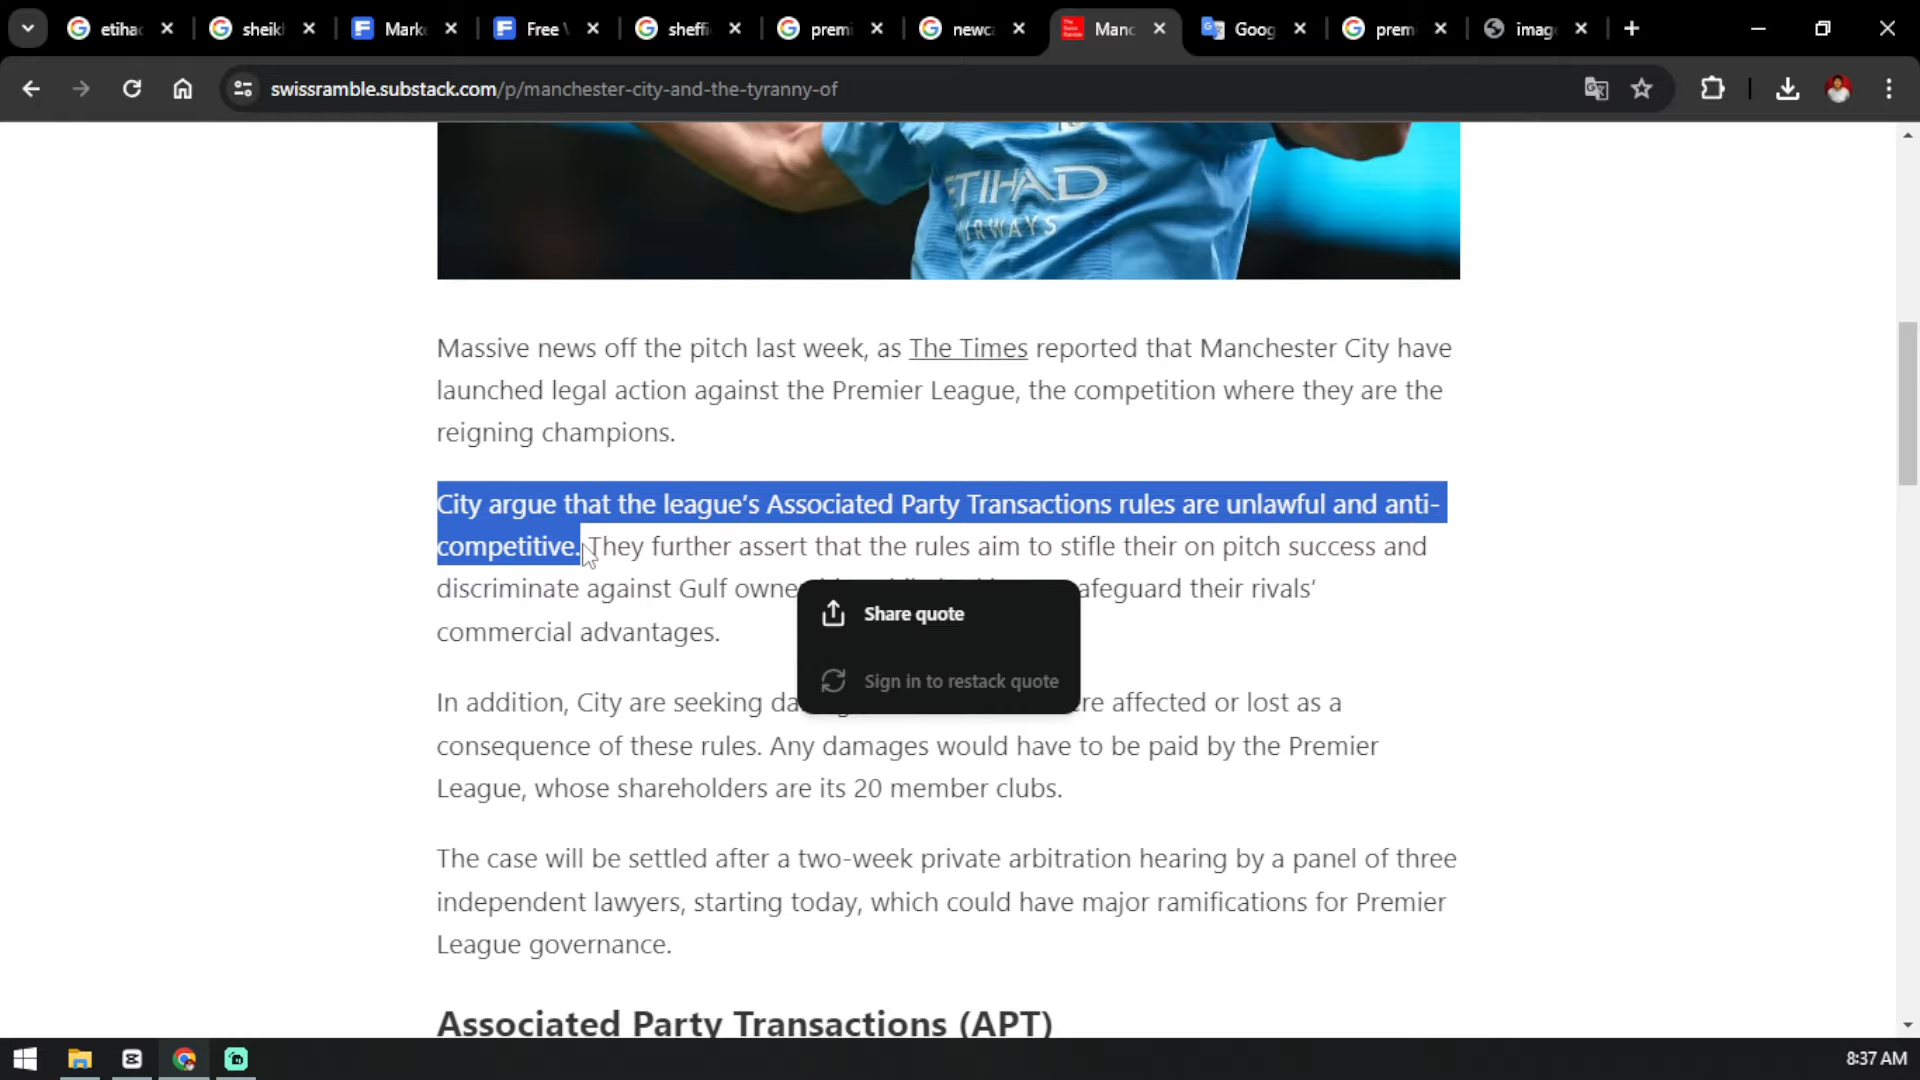 etihad
sheikh
Marke
Free V
sheffi
premi
newca
Manc
Goog
prem
imag
swissramble.substack.com/p/manchester-city-and-the-tyranny-of
ETIHAD
AIRWAYS
Massive news off the pitch last week, as The Times reported that Manchester City have
launched legal action against the Premier League, the competition where they are the
reigning champions.
City argue that the league’s Associated Party Transactions rules are unlawful and anti-
competitive. They further assert that the rules aim to stifle their on pitch success and
discriminate against Gulf owne afeguard their rivals’
commercial advantages.
Share quote
Sign in to restack quote
In addition, City are seeking da re affected or lost as a
consequence of these rules. Any damages would have to be paid by the Premier
League, whose shareholders are its 20 member clubs.
The case will be settled after a two-week private arbitration hearing by a panel of three
independent lawyers, starting today, which could have major ramifications for Premier
League governance.
Associated Party Transactions (APT)
8:37 AM